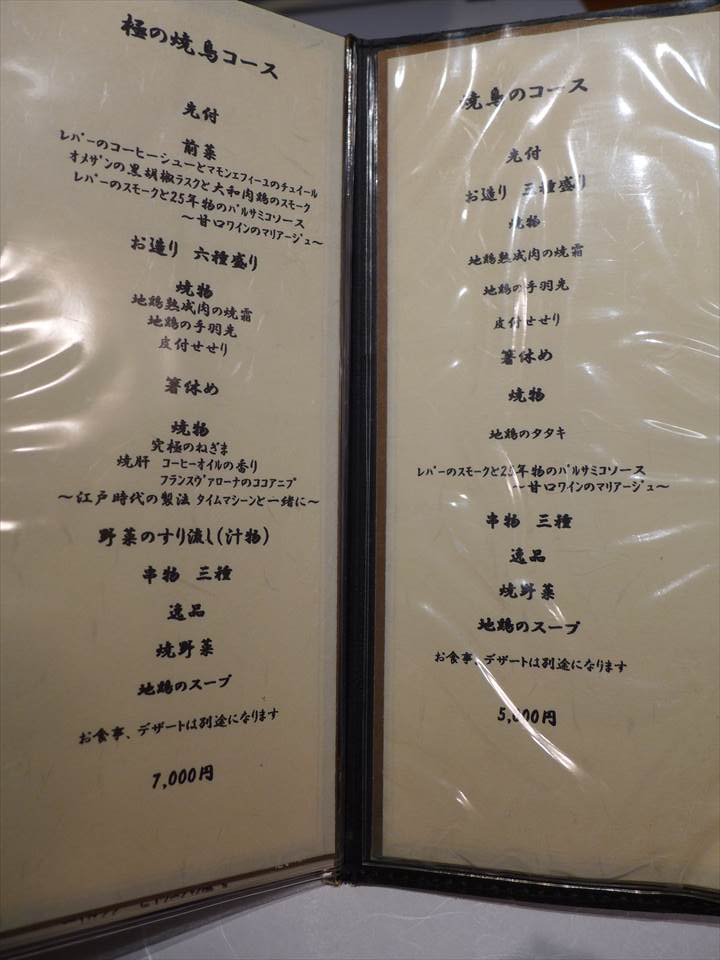 極の焼鳥コース
先付
前菜
レバーのコーヒーシューとマモンエフィーユのチュイール
オメザンの黒胡椒ラスクと大和肉鶏のスモーク
レバーのスモークと25年物のバルサミコソース
～甘口ワインのマリアージュ～
お造り 六種盛り
焼物
地鶏熟成肉の焼霜
地鶏の手羽先
皮付せせり
箸休め
焼物
究極のねぎま
焼肝 コーヒーオイルの香り
フランスヴァローナのココアニブ
～江戸時代の製法 タイムマシーンと一緒に～
野菜のすり流し(汁物)
串物 三種
逸品
焼野菜
地鶏のスープ
お食事、デザートは別途になります
7,000円
焼鳥のコース
先付
お造り 三種盛り
焼物
地鶏熟成肉の焼霜
地鶏の手羽先
皮付せせり
箸休め
焼物
地鶏のタタキ
レバーのスモークと25年物のバルサミコソース
～甘口ワインのマリアージュ～
串物 三種
逸品
焼野菜
地鶏のスープ
お食事、デザートは別途になります
5,000円